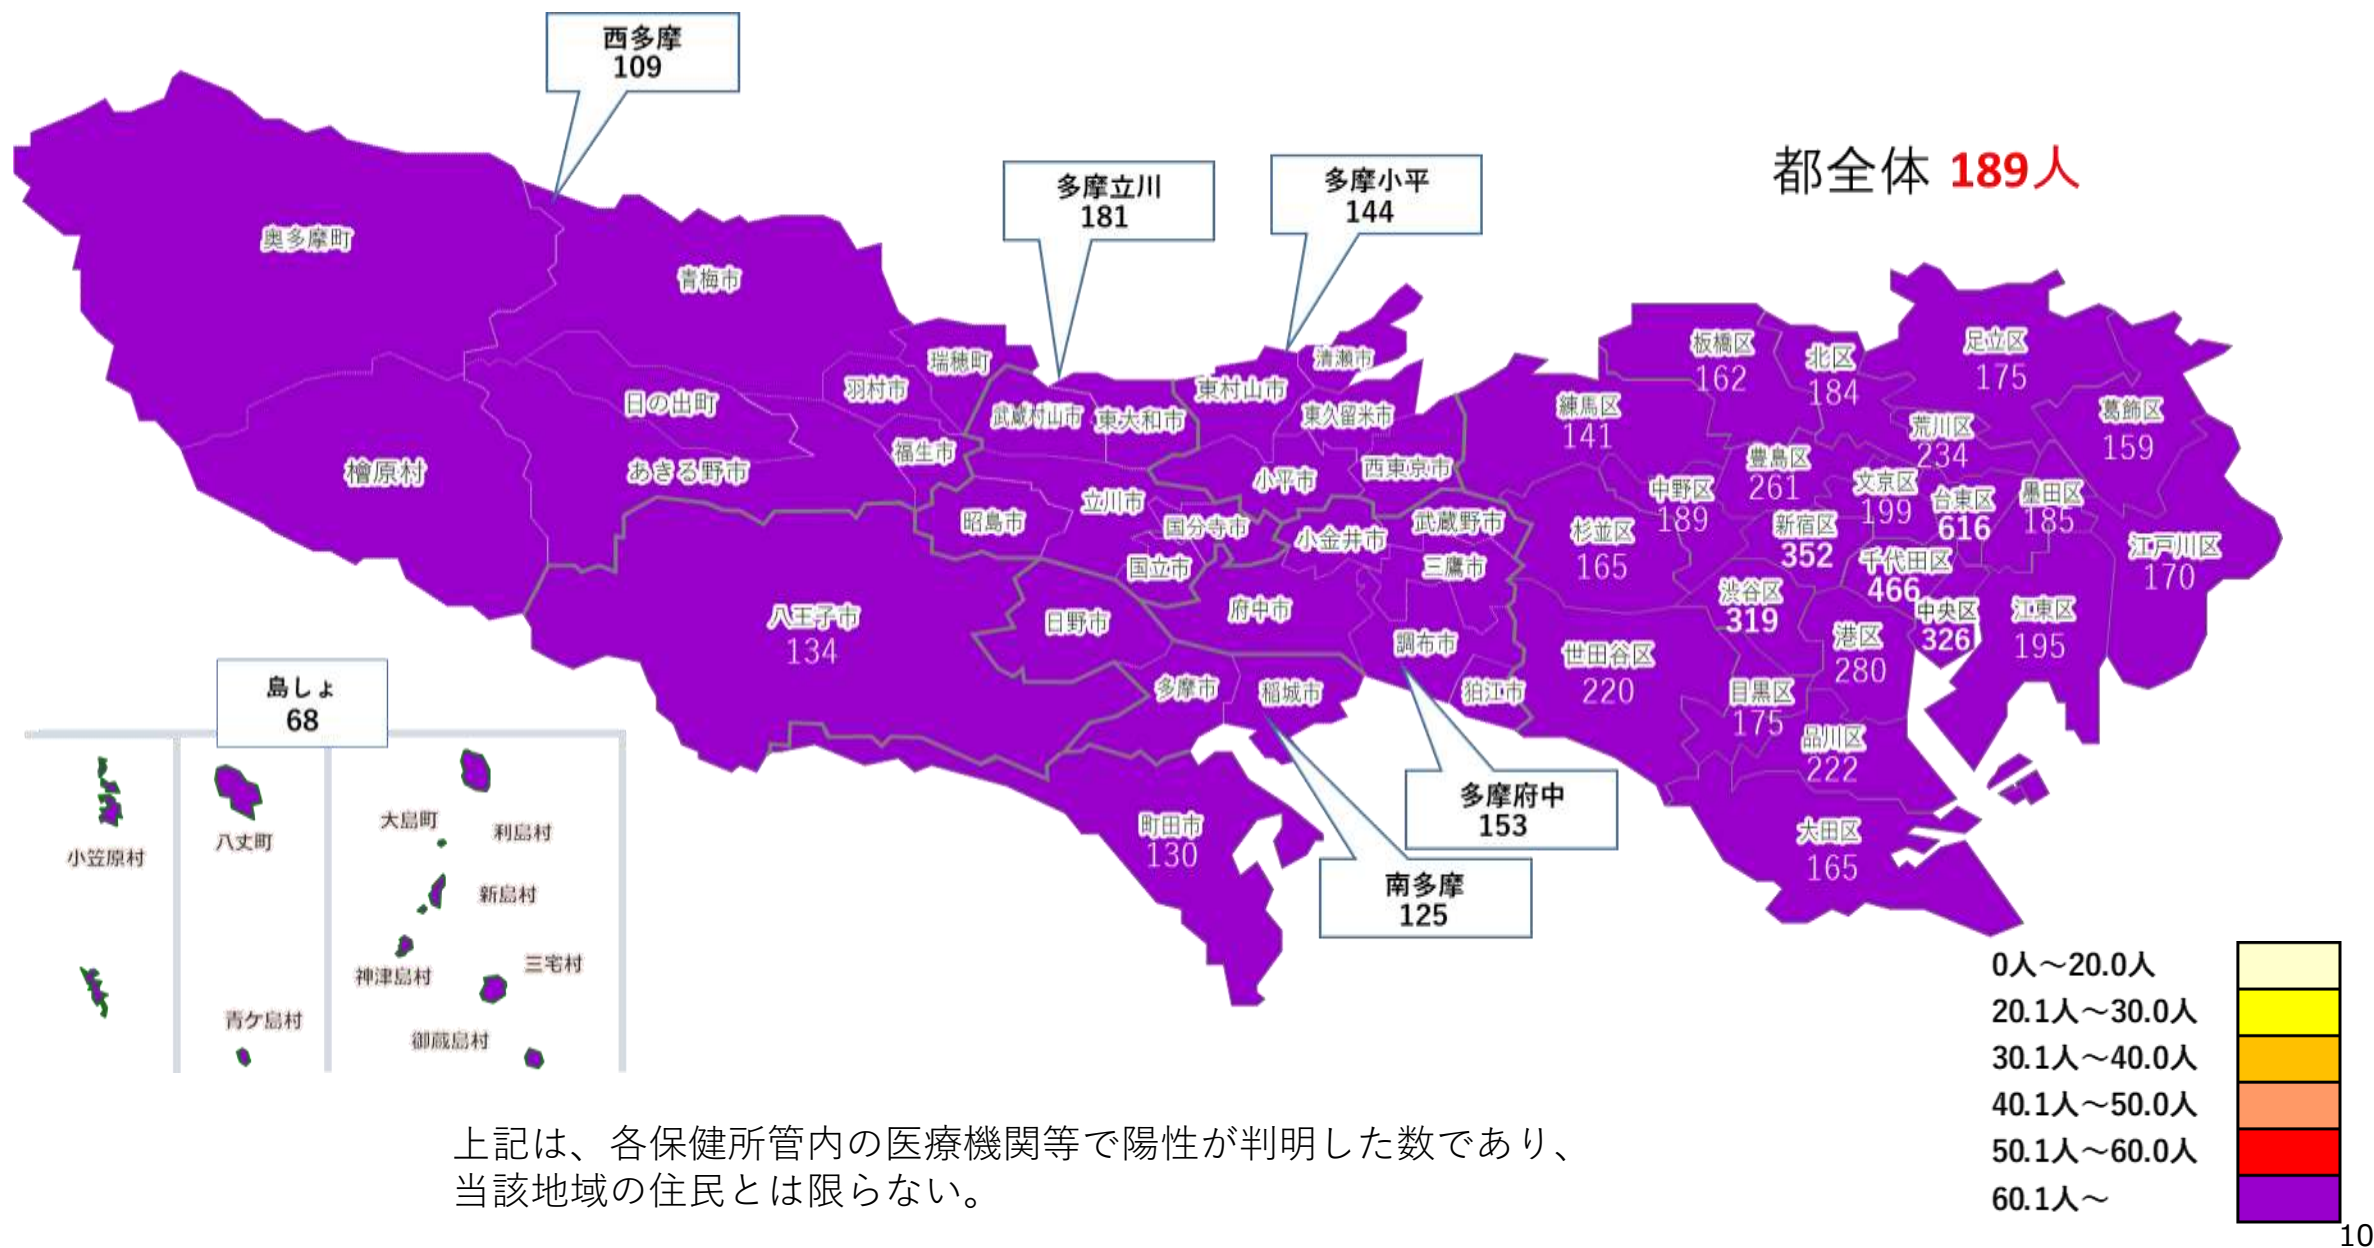 西多摩
109
多摩立川
181
多摩小平
144
都全体 189人
奥多摩町
青梅市
瑞穂町
羽村市
日の出町
福生市
檜原村
あきる野市
武蔵村山市
東大和市
東村山市
清瀬市
東久留米市
小平市
西東京市
立川市
昭島市
国分寺市
国立市
小金井市
武蔵野市
三鷹市
府中市
調布市
狛江市
八王子市
134
日野市
多摩市
稲城市
町田市
130
多摩府中
153
南多摩
125
板橋区
162
北区
184
足立区
175
葛飾区
159
練馬区
141
荒川区
234
豊島区
261
文京区
199
台東区
616
墨田区
185
中野区
189
杉並区
165
新宿区
352
千代田区
466
江戸川区
170
渋谷区
319
中央区
326
江東区
195
港区
280
世田谷区
220
目黒区
175
品川区
222
大田区
165
島しょ
68
小笠原村
八丈町
青ケ島村
大島町
利島村
新島村
神津島村
三宅村
御蔵島村
0人～20.0人
20.1人～30.0人
30.1人～40.0人
40.1人～50.0人
50.1人～60.0人
60.1人～
上記は、各保健所管内の医療機関等で陽性が判明した数であり、
当該地域の住民とは限らない。
10